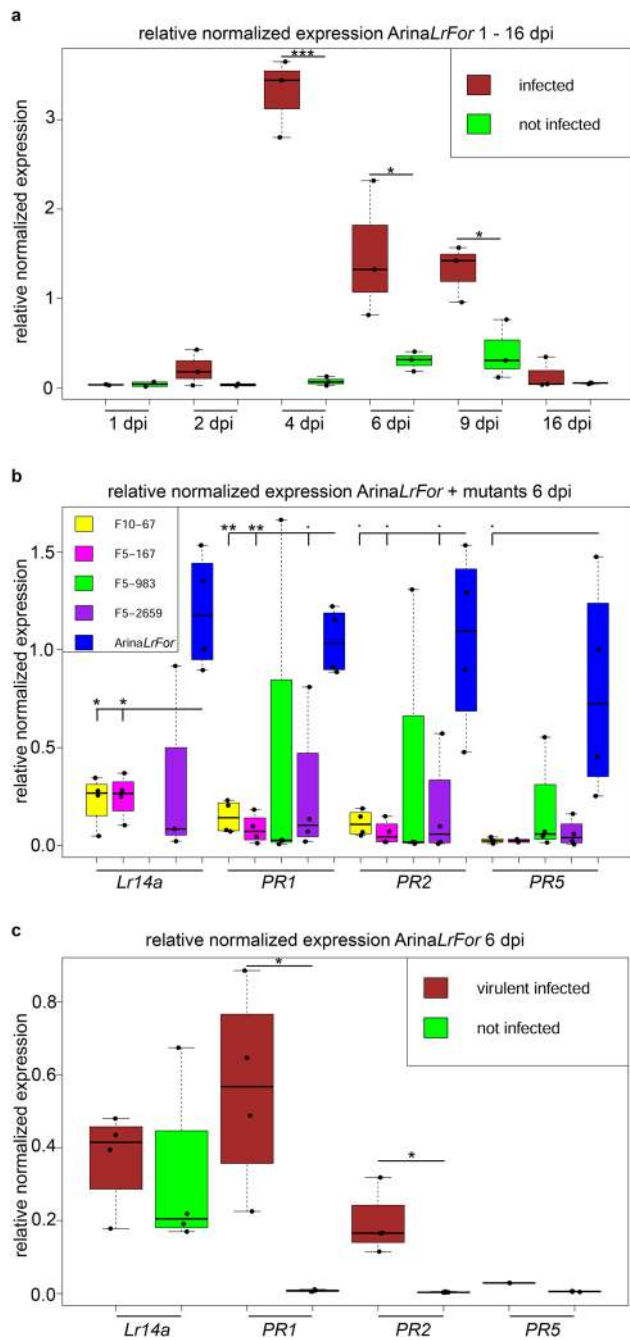 a
relative normalized expression ArinaLrFor 1 - 16 dpi
relative normalized expression
3
2
1
0
infected
not infected
***
*
*
1 dpi 2 dpi 4 dpi 6 dpi 9 dpi 16 dpi
b
relative normalized expression ArinaLrFor + mutants 6 dpi
relative normalized expression
1.5
1.0
0.5
0.0
F10-67
F5-167
F5-983
F5-2659
ArinaLrFor
* *
** ** .
. . .
.
Lr14a PR1 PR2 PR5
c
relative normalized expression ArinaLrFor 6 dpi
relative normalized expression
0.8
0.6
0.4
0.2
0.0
virulent infected
not infected
*
*
Lr14a PR1 PR2 PR5